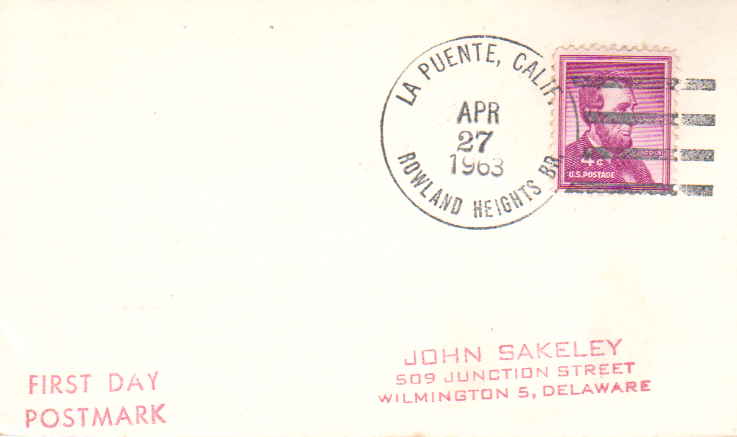 LA PUENTE, CALIF.
APR
27
1963
ROWLAND HEIGHTS BR.
4¢
U.S. POSTAGE
JOHN SAKELEY
509 JUNCTION STREET
WILMINGTON 5, DELAWARE
FIRST DAY
POSTMARK